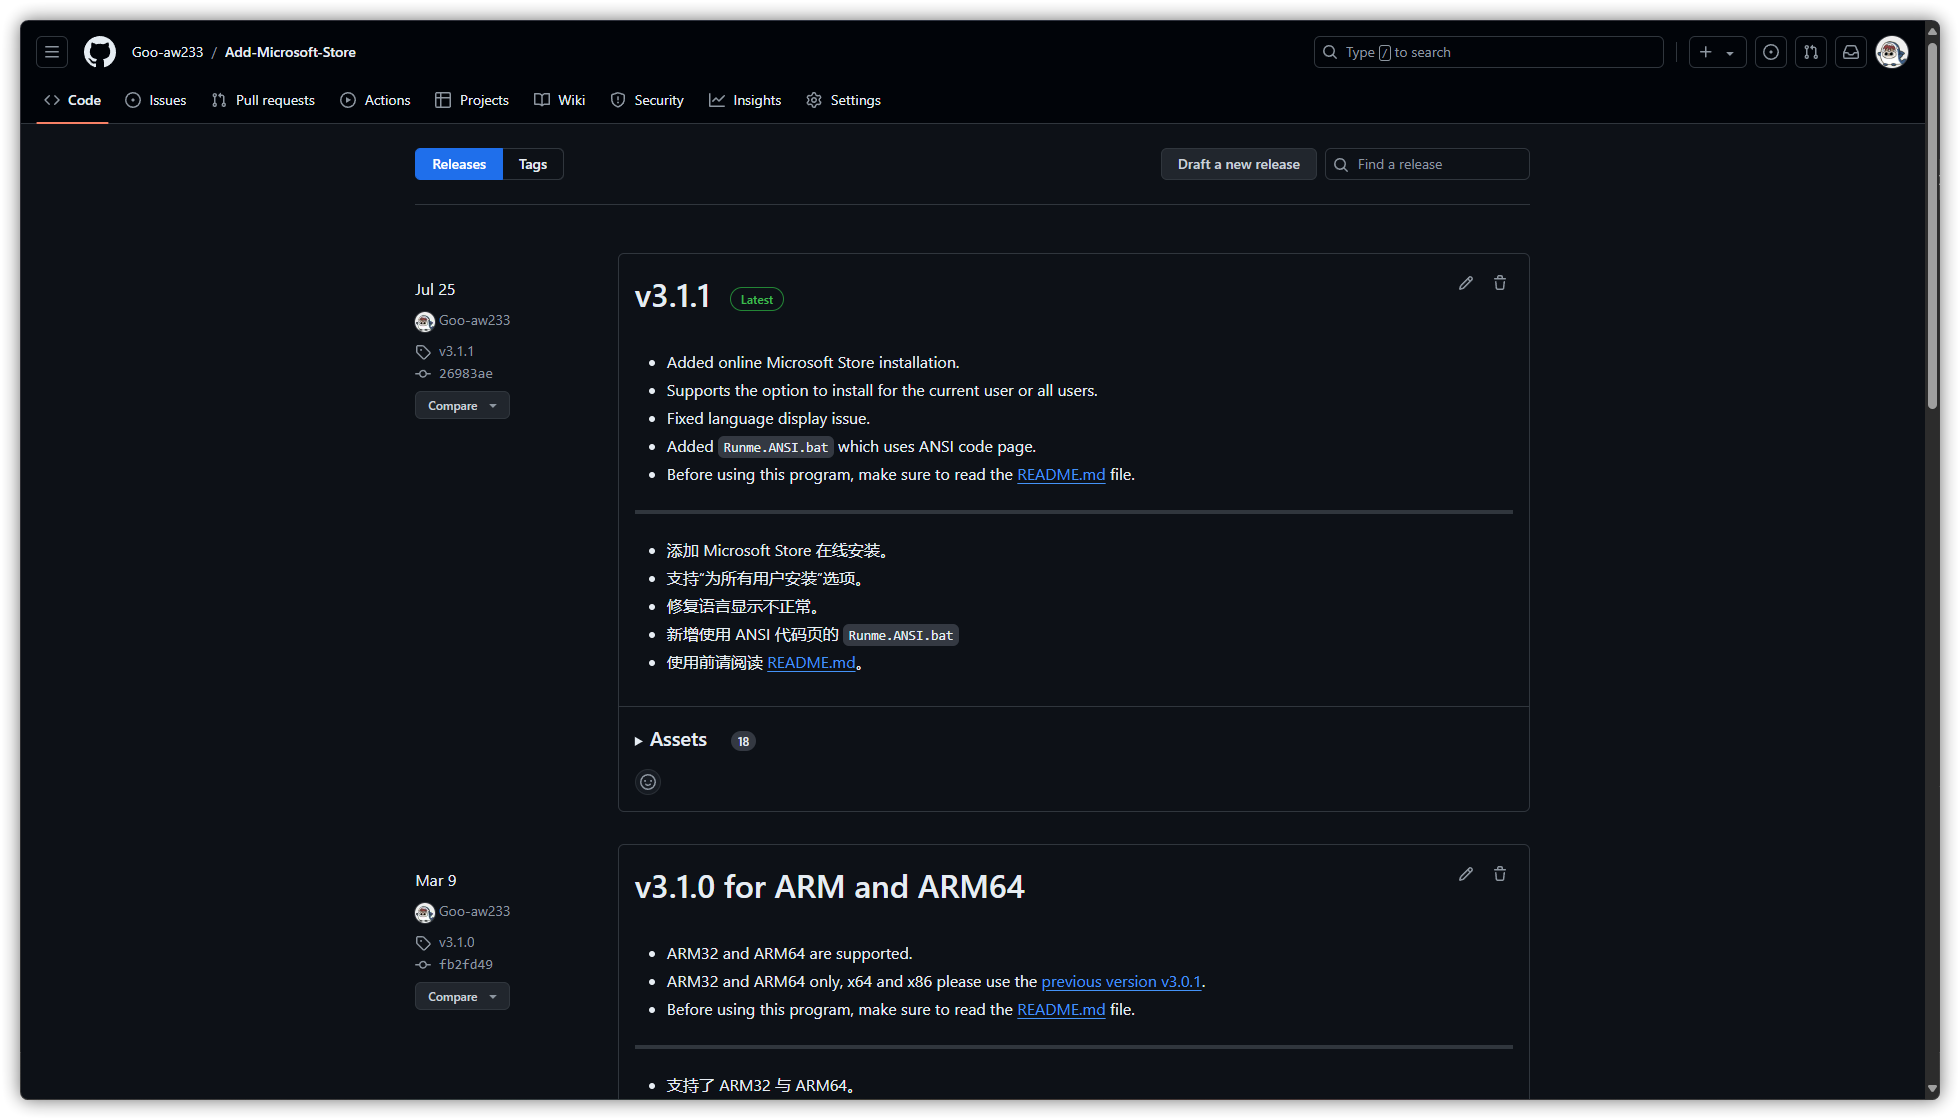 Goo-aw233 / Add-Microsoft-Store
Type / to search
Code
Issues
Pull requests
Actions
Projects
Wiki
Security
Insights
Settings
Releases
Tags
Draft a new release
Find a release
Jul 25
Goo-aw233
v3.1.1
26983ae
Compare
v3.1.1 Latest
Added online Microsoft Store installation.
Supports the option to install for the current user or all users.
Fixed language display issue.
Added Runme.ANSI.bat which uses ANSI code page.
Before using this program, make sure to read the README.md file.
添加 Microsoft Store 在线安装。
支持“为所有用户安装”选项。
修复语言显示不正常。
新增使用 ANSI 代码页的 Runme.ANSI.bat
使用前请阅读 README.md。
Assets 18
Mar 9
Goo-aw233
v3.1.0
fb2fd49
Compare
v3.1.0 for ARM and ARM64
ARM32 and ARM64 are supported.
ARM32 and ARM64 only, x64 and x86 please use the previous version v3.0.1.
Before using this program, make sure to read the README.md file.
支持了 ARM32 与 ARM64。